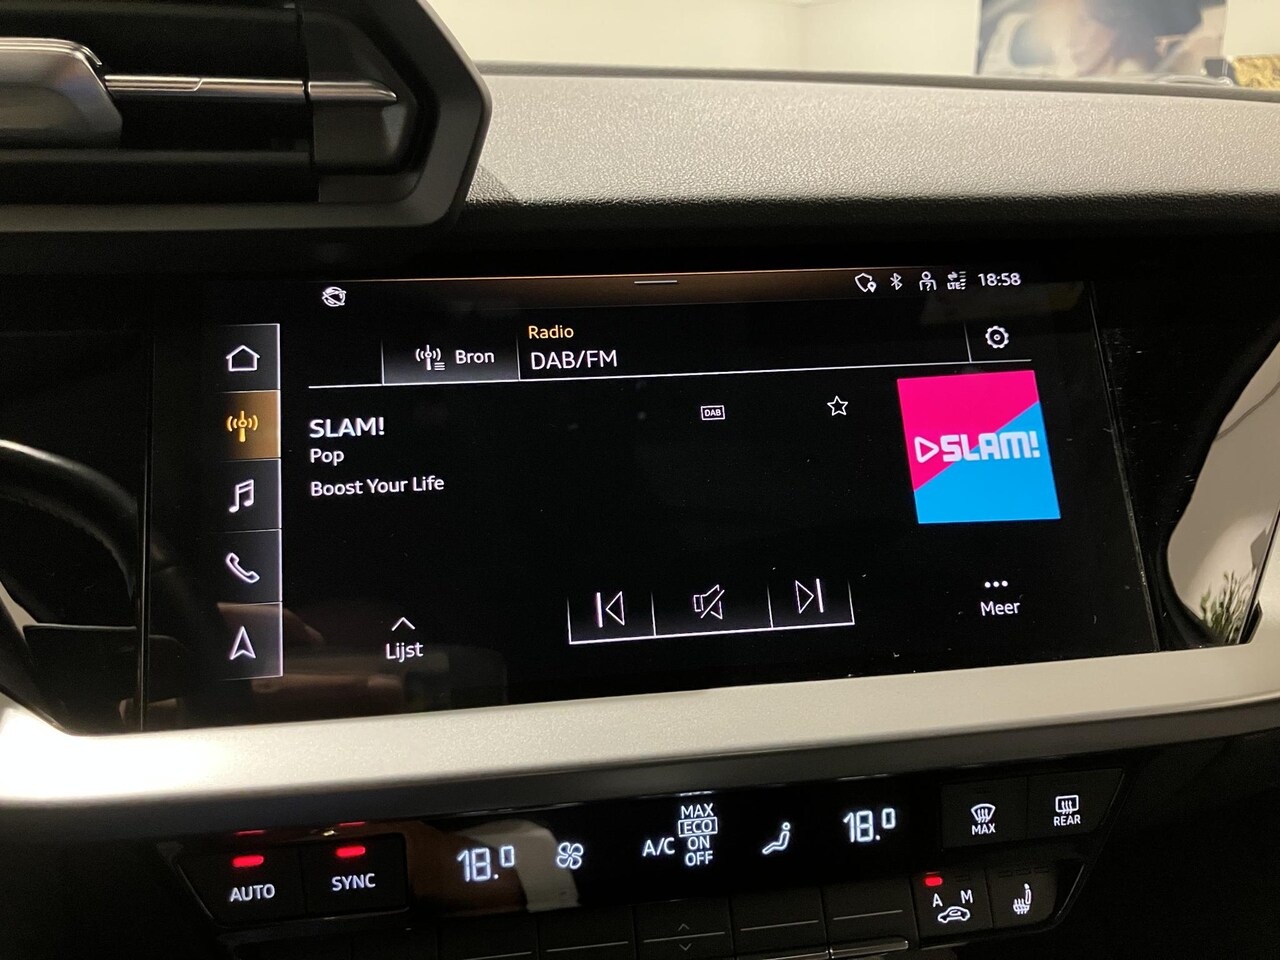 LTE 18:58
Radio
Bron DAB/FM
SLAM!
DAB
Pop
SLAM!
Boost Your Life
Meer
Lijst
MAX
ECO
A/C ON
OFF
18.0
18.0
MAX
REAR
AUTO
SYNC
A M